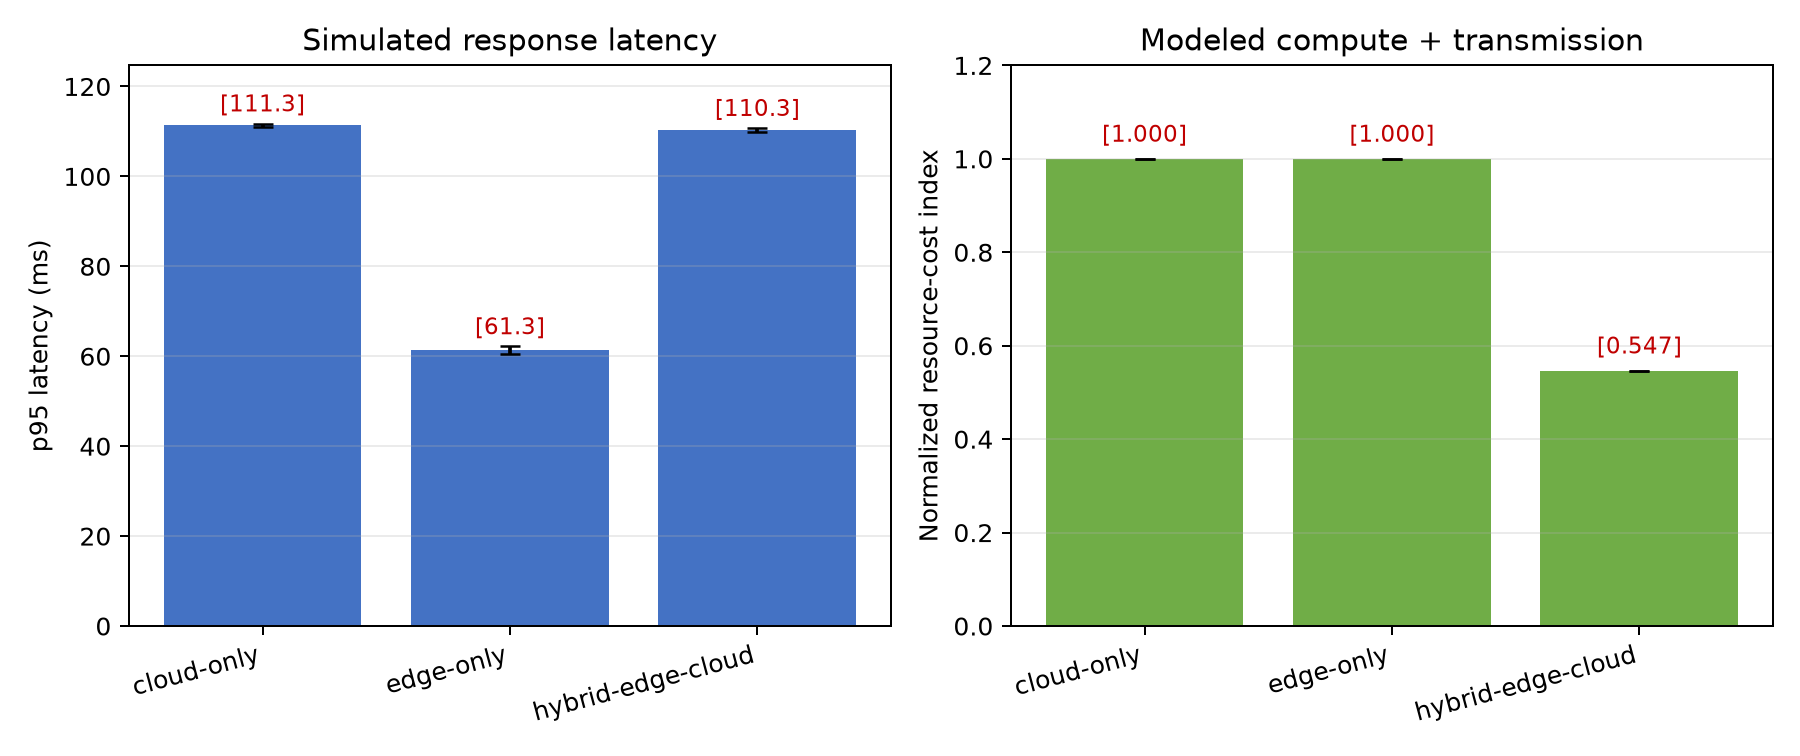 Simulated response latency
p95 latency (ms)
120
100
80
60
40
20
0
[111.3]
[61.3]
[110.3]
cloud-only
edge-only
hybrid-edge-cloud
Modeled compute + transmission
Normalized resource-cost index
1.2
1.0
0.8
0.6
0.4
0.2
0.0
[1.000]
[1.000]
[0.547]
cloud-only
edge-only
hybrid-edge-cloud